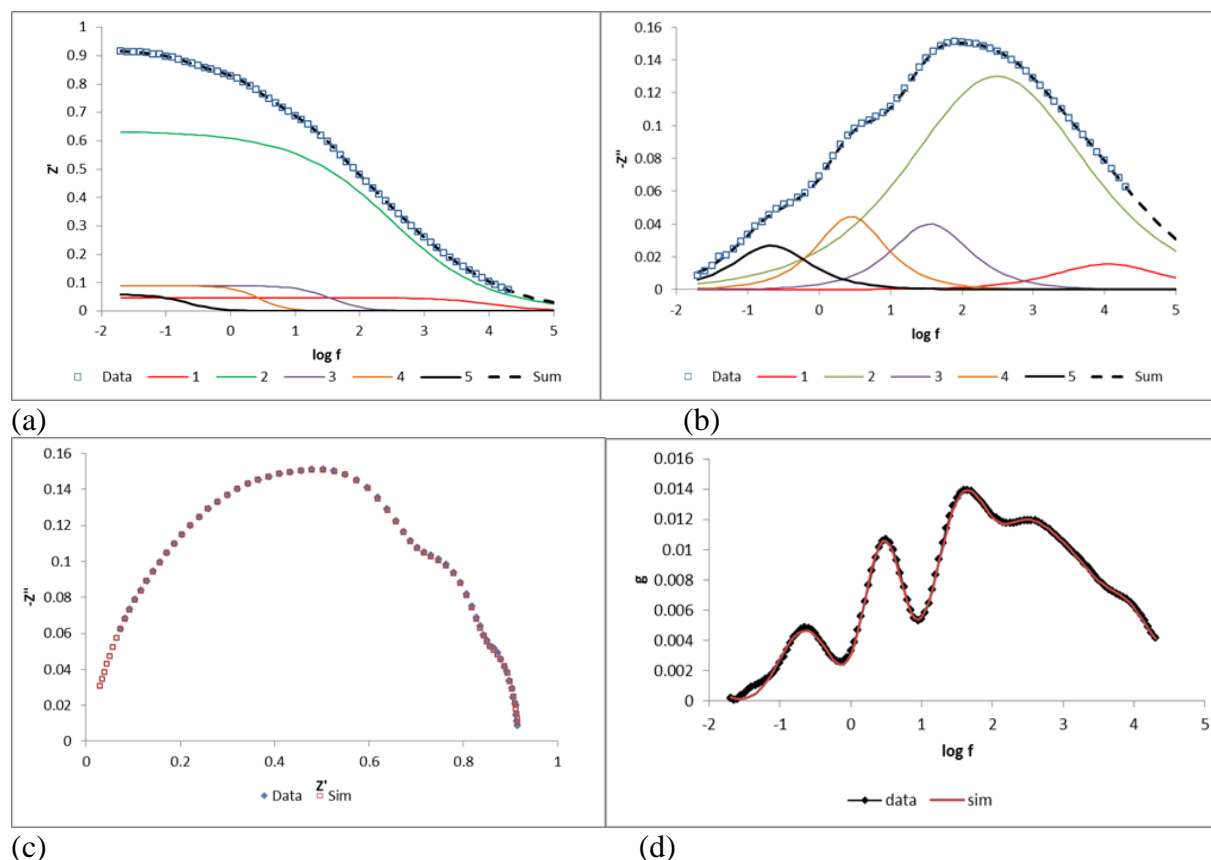 1
0.9
0.8
0.7
0.6
0.5
0.4
0.3
0.2
0.1
0
Z'
-2 -1 0 1 2 3 4 5
log f
Data 1 2 3 4 5 Sum
0.16
0.14
0.12
0.1
0.08
0.06
0.04
0.02
0
-Z"
-2 -1 0 1 2 3 4 5
log f
Data 1 2 3 4 5 Sum
(a) (b)
0.16
0.14
0.12
0.1
0.08
0.06
0.04
0.02
0
-Z"
0 0.2 0.4 0.6 0.8 1
Z'
Data Sim
0.016
0.014
0.012
0.01
0.008
0.006
0.004
0.002
0
g
-2 -1 0 1 2 3 4 5
log f
data sim
(c) (d)